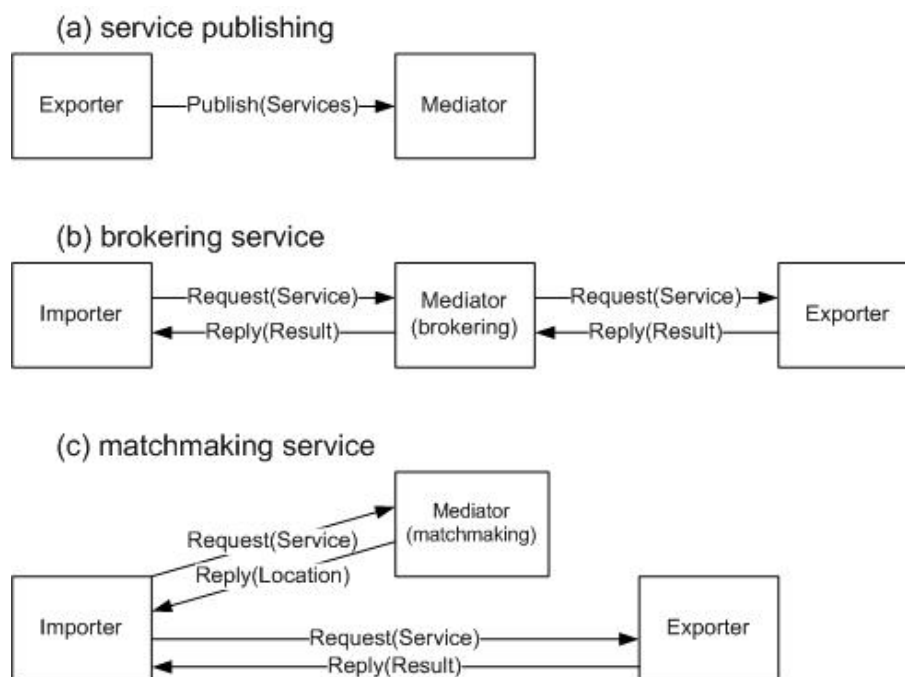 (a) service publishing
Exporter
Publish(Services)
Mediator
(b) brokering service
Importer
Request(Service)
Reply(Result)
Mediator
(brokering)
Request(Service)
Reply(Result)
Exporter
(c) matchmaking service
Mediator
(matchmaking)
Request(Service)
Reply(Location)
Importer
Request(Service)
Reply(Result)
Exporter